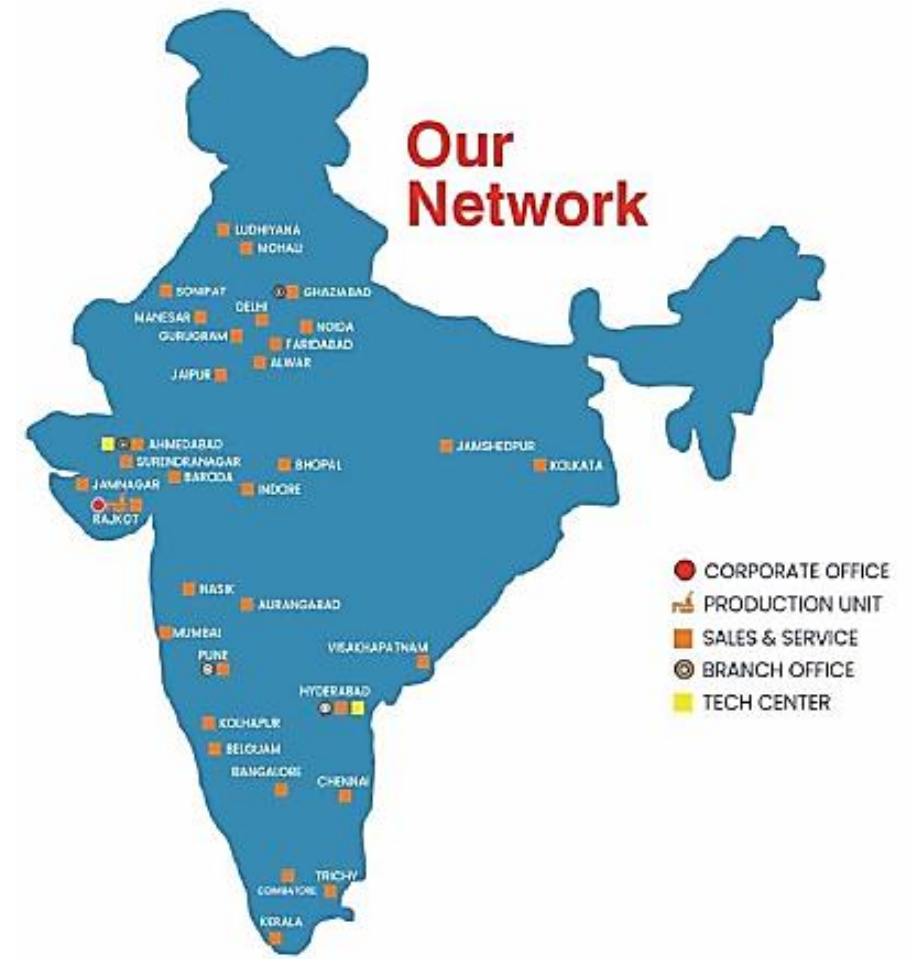 Our
Network
LUDHIYANA
MOHALI
SONIPAT
GHAZIABAD
DELHI
MANESAR
NOIDA
GURUGRAM
FARIDABAD
ALWAR
JAIPUR
AHMEDABAD
JAMSHEDPUR
SURINDRANAGAR
BHOPAL
KOLKATA
BARODA
JAMNAGAR
INDORE
RAJKOT
NASIK
AURANGABAD
MUMBAI
VISAKHAPATNAM
PUNE
HYDERABAD
KOLHAPUR
BELGUAM
BANGALORE
CHENNAI
TRICHY
COIMBATORE
KERALA
CORPORATE OFFICE
PRODUCTION UNIT
SALES & SERVICE
BRANCH OFFICE
TECH CENTER